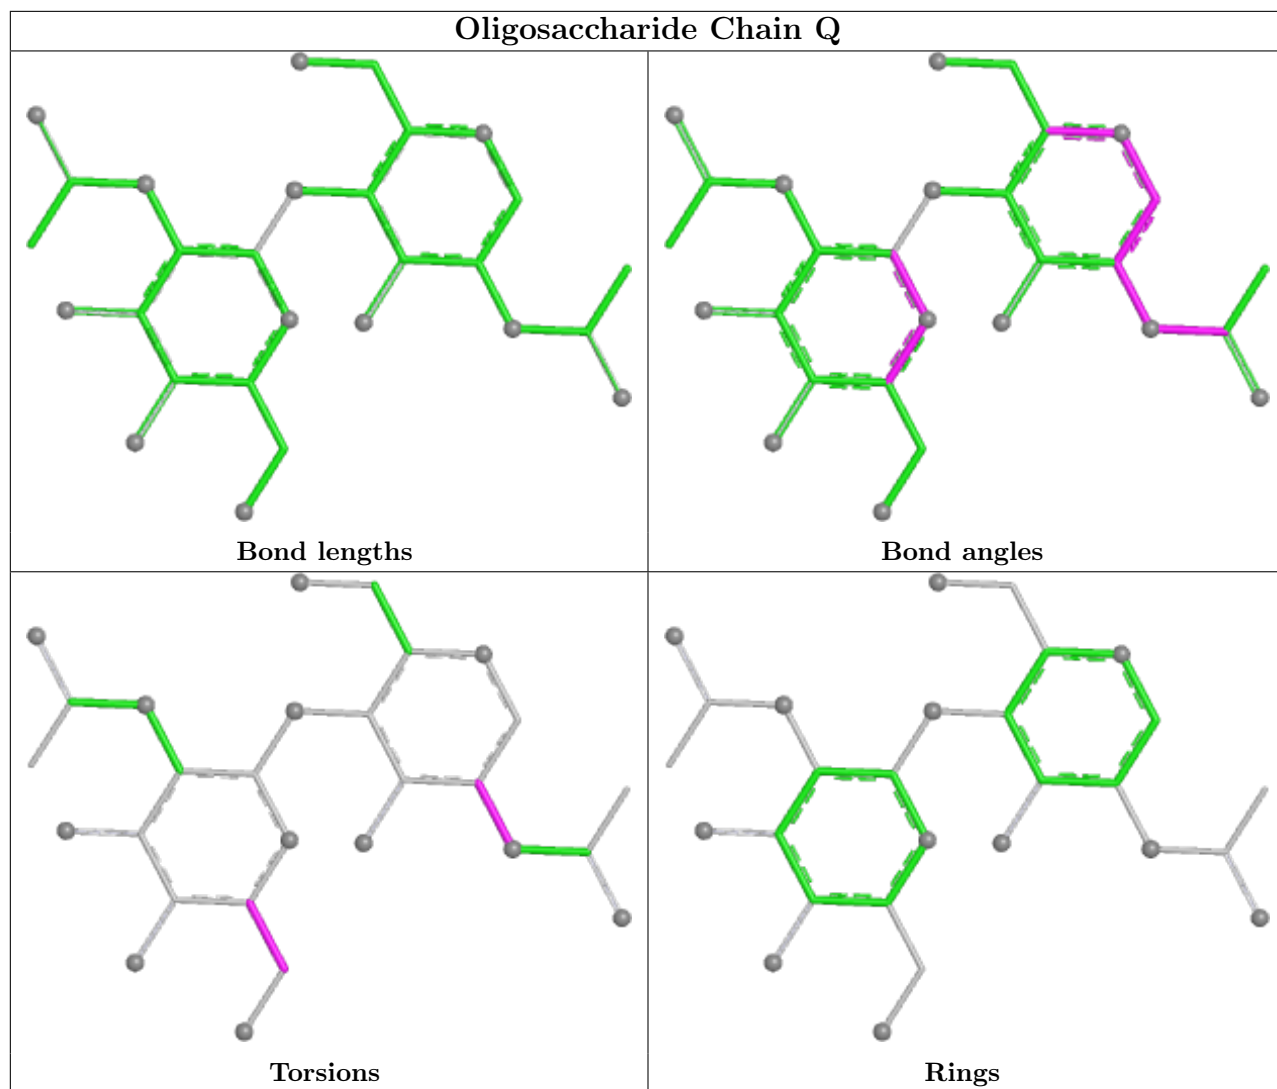 Oligosaccharide Chain Q
Bond lengths
Bond angles
Torsions
Rings